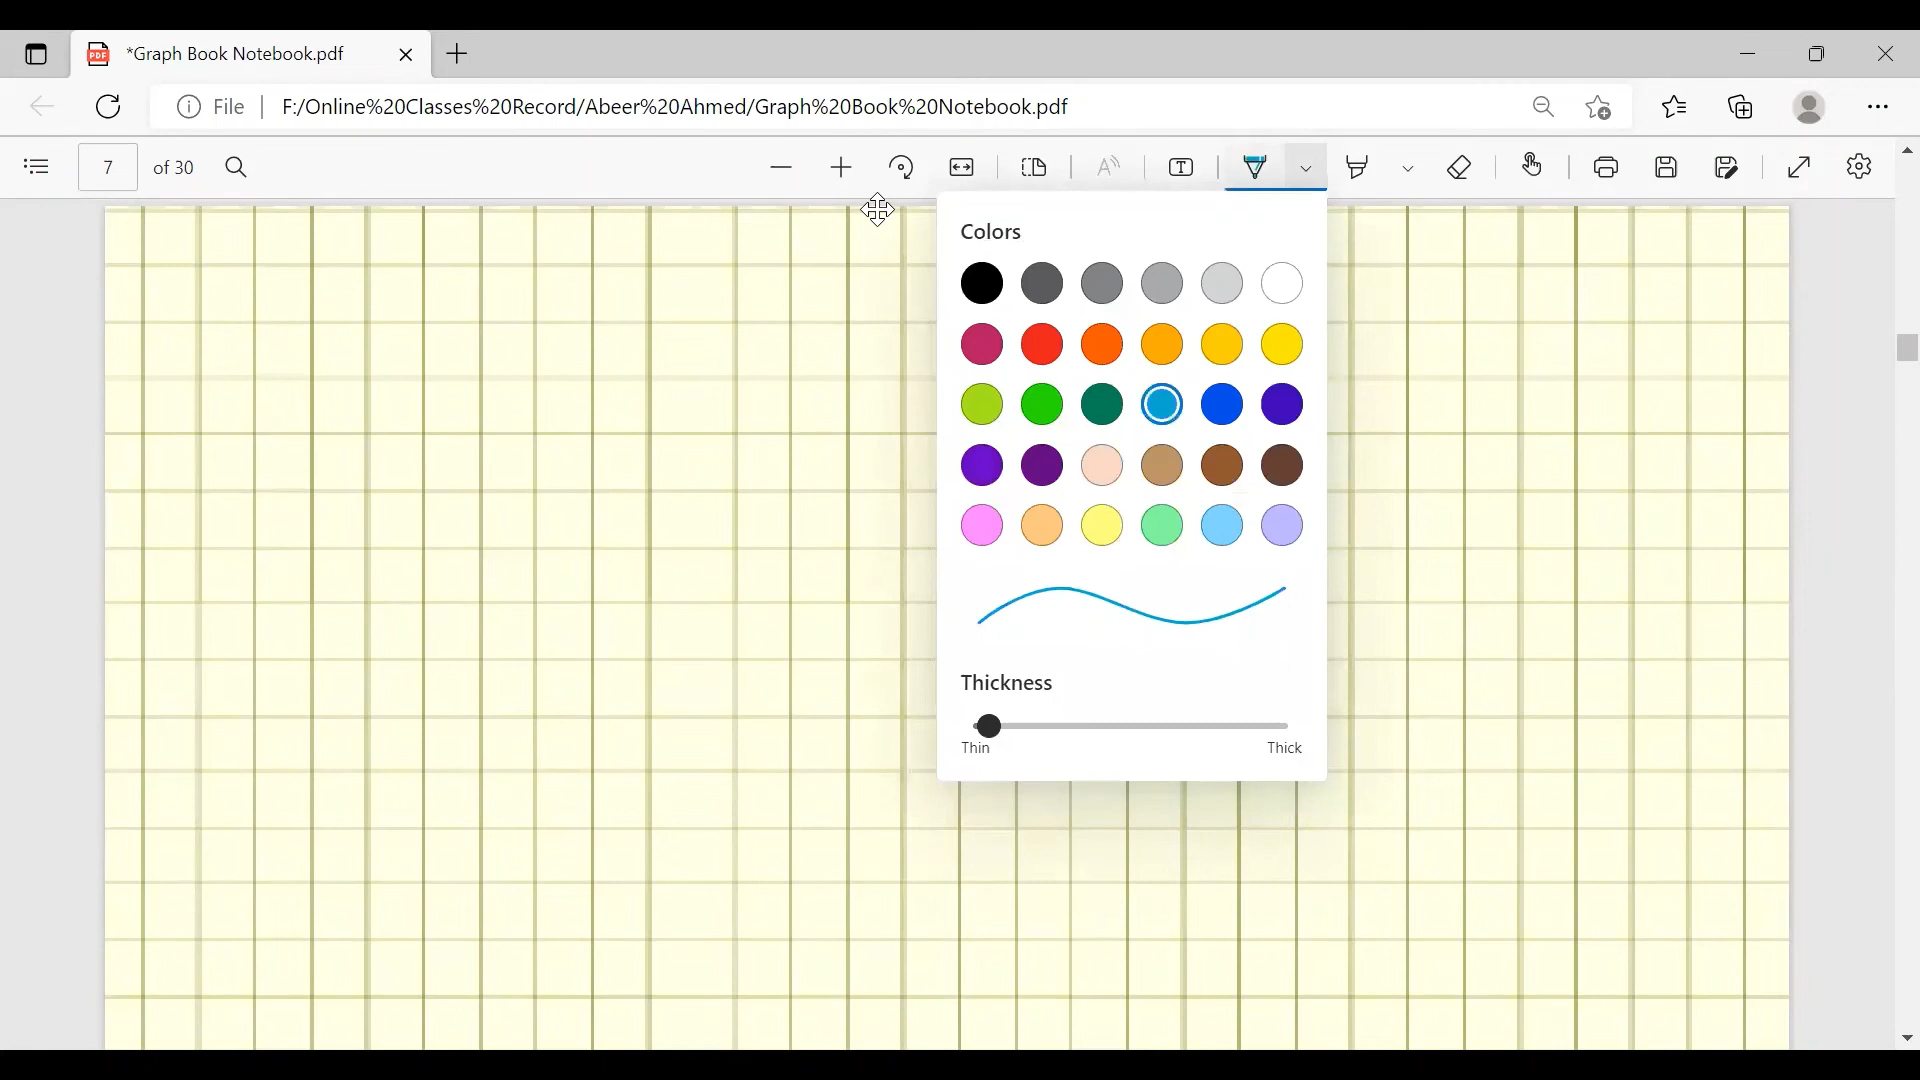 *Graph Book Notebook.pdf
File
F:/Online%20Classes%20Record/Abeer%20Ahmed/Graph%20Book%20Notebook.pdf
7 of 30
Colors
Thickness
Thin Thick